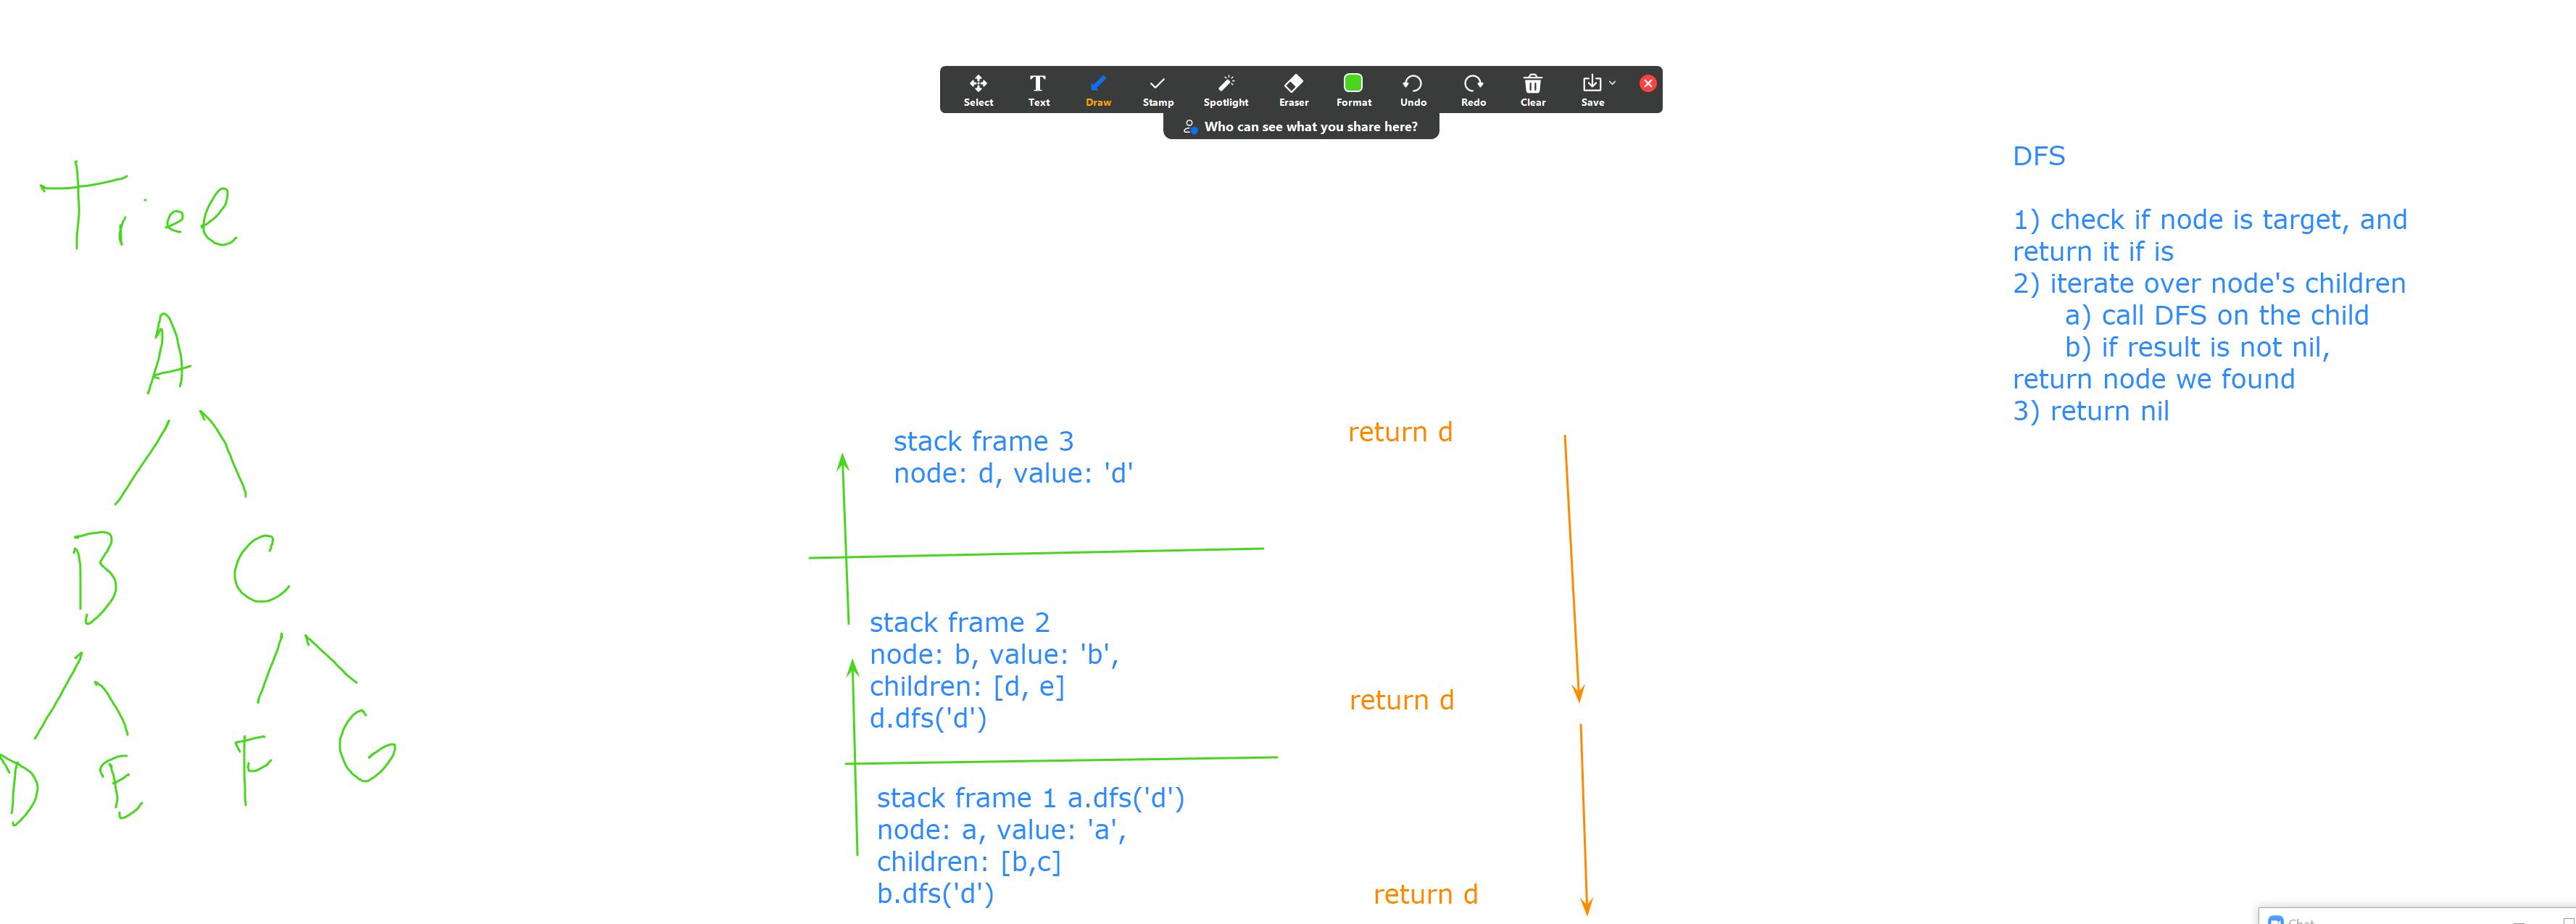 Select Text Draw Stamp Spotlight Eraser Format Undo Redo Clear Save
Who can see what you share here?
A
B C
D E F G
stack frame 3
node: d, value: 'd'
stack frame 2
node: b, value: 'b',
children: [d, e]
d.dfs('d')
stack frame 1 a.dfs('d')
node: a, value: 'a',
children: [b,c]
b.dfs('d')
return d
return d
return d
DFS
1) check if node is target, and
return it if is
2) iterate over node's children
a) call DFS on the child
b) if result is not nil,
return node we found
3) return nil
Chat